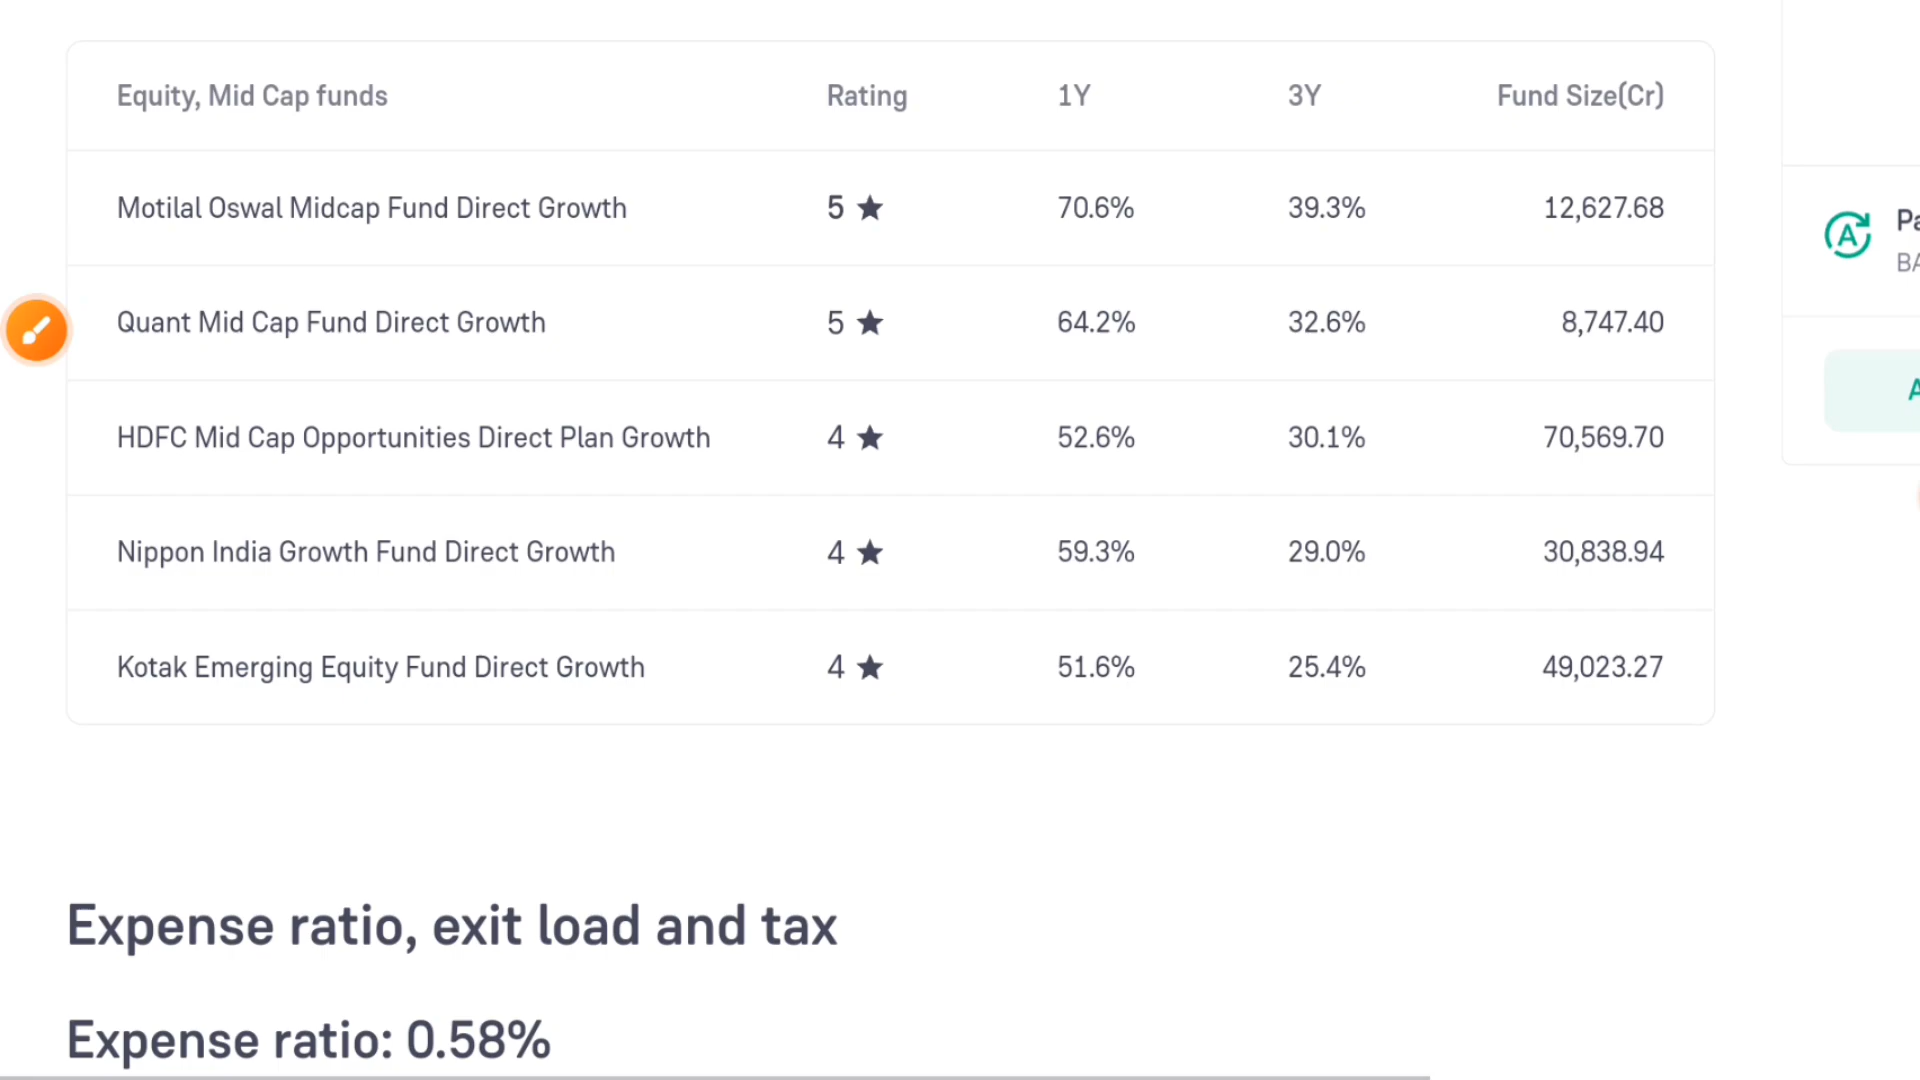 Equity, Mid Cap funds Rating 1Y 3Y Fund Size(Cr)
Motilal Oswal Midcap Fund Direct Growth 5 ★ 70.6% 39.3% 12,627.68
Quant Mid Cap Fund Direct Growth 5 ★ 64.2% 32.6% 8,747.40
HDFC Mid Cap Opportunities Direct Plan Growth 4 ★ 52.6% 30.1% 70,569.70
Nippon India Growth Fund Direct Growth 4 ★ 59.3% 29.0% 30,838.94
Kotak Emerging Equity Fund Direct Growth 4 ★ 51.6% 25.4% 49,023.27
A
Expense ratio, exit load and tax
Expense ratio: 0.58%